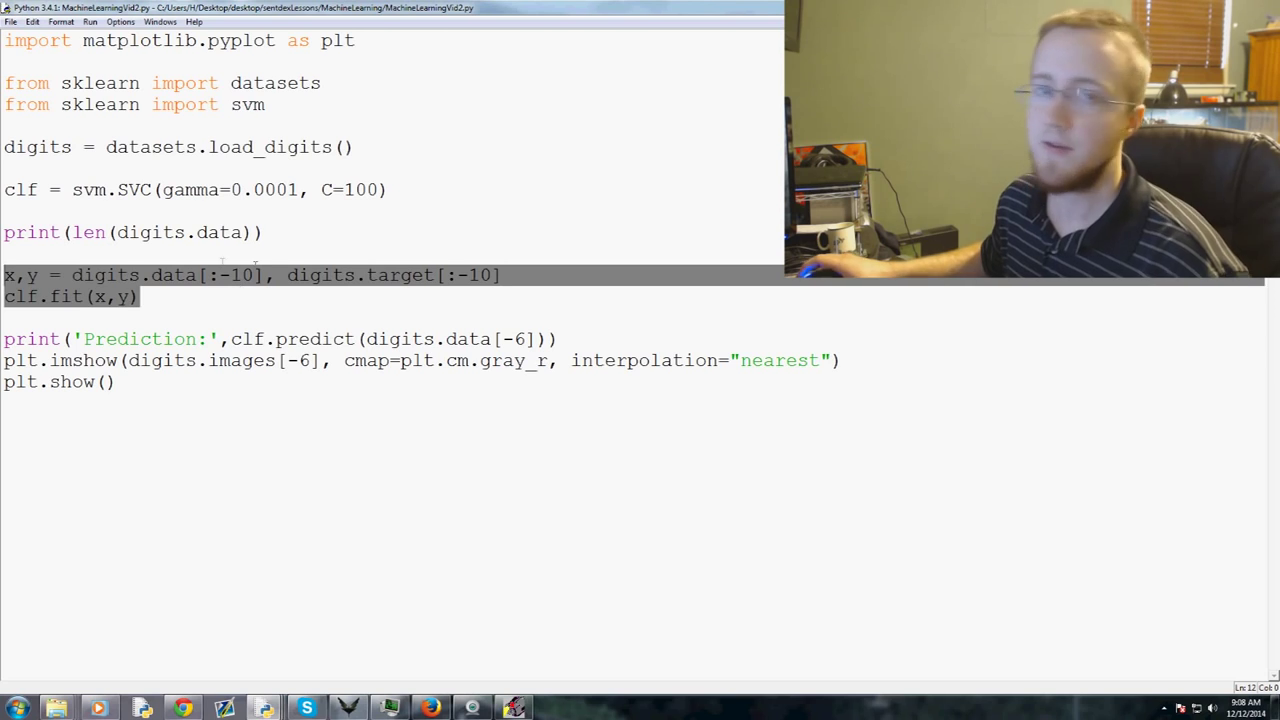 Python 3.4.1: MachineLearningVid2.py - C:/Users/H/Desktop/desktop/sentdexLessons/MachineLearning/MachineLearningVid2.py
File Edit Format Run Options Windows Help
import matplotlib.pyplot as plt
from sklearn import datasets
from sklearn import svm
digits = datasets.load_digits()
clf = svm.SVC(gamma=0.0001, C=100)
print(len(digits.data))
x,y = digits.data[:-10], digits.target[:-10]
clf.fit(x,y)
print('Prediction:',clf.predict(digits.data[-6]))
plt.imshow(digits.images[-6], cmap=plt.cm.gray_r, interpolation="nearest")
plt.show()
Ln: 12 Col: 0
9:08 AM
12/12/2014